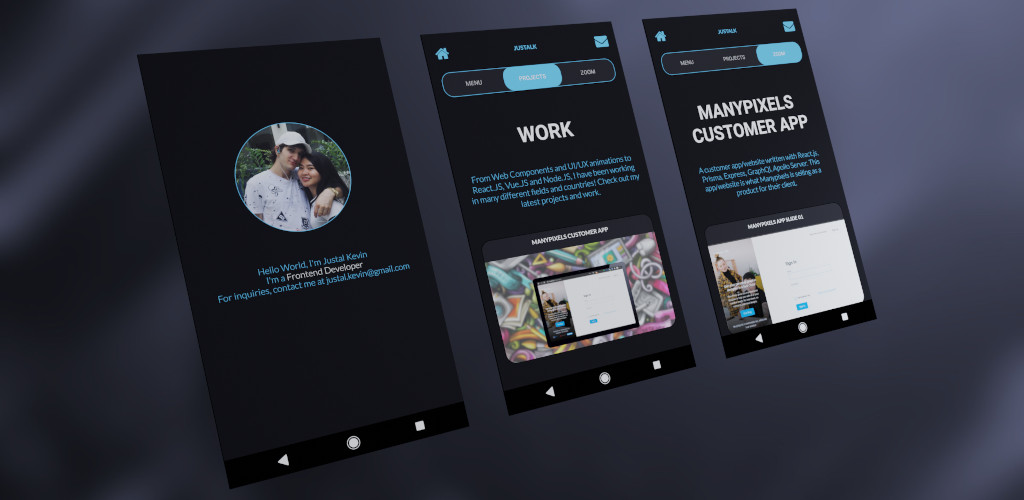 Hello World, I'm Justal Kevin
I'm a Frontend Developer
For inquiries, contact me at justal.kevin@gmail.com
JUSTALK
MENU
PROJECTS
ZOOM
WORK
From Web Components and UI/UX animations to
React.JS, Vue.JS and Node.JS, I have been working
in many different fields and countries! Check out my
latest projects and work.
MANYPIXELS CUSTOMER APP
JUSTALK
MENU
PROJECTS
ZOOM
MANYPIXELS
CUSTOMER APP
A customer app/website written with React.js,
Prisma, Express, GraphQl, Apollo Server. This
app/website is what Manypixels is selling as a
product for their client.
MANYPIXELS APP SLIDE 01
Sign in